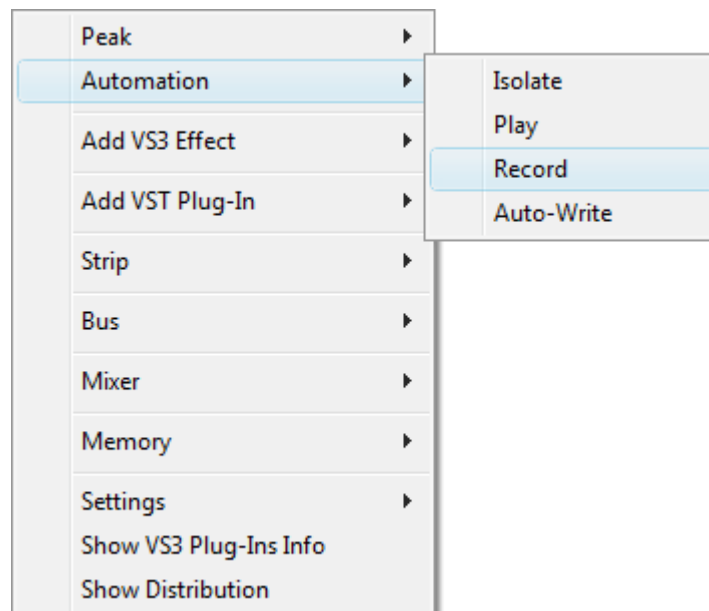 Peak
Automation
Isolate
Play
Record
Auto-Write
Add VS3 Effect
Add VST Plug-In
Strip
Bus
Mixer
Memory
Settings
Show VS3 Plug-Ins Info
Show Distribution